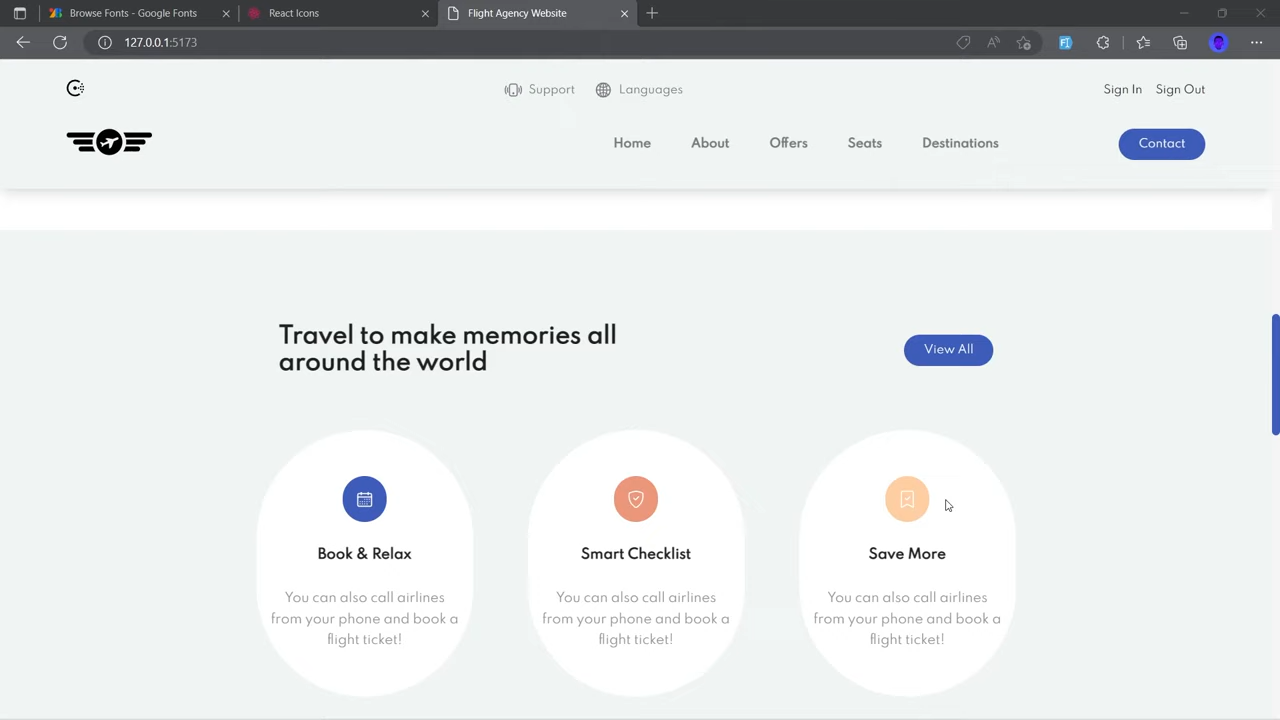 Browse Fonts - Google Fonts
React Icons
Flight Agency Website
127.0.0.1:5173
Support
Languages
Sign In
Sign Out
Home
About
Offers
Seats
Destinations
Contact
Travel to make memories all
around the world
View All
Book & Relax
You can also call airlines
from your phone and book a
flight ticket!
Smart Checklist
You can also call airlines
from your phone and book a
flight ticket!
Save More
You can also call airlines
from your phone and book a
flight ticket!